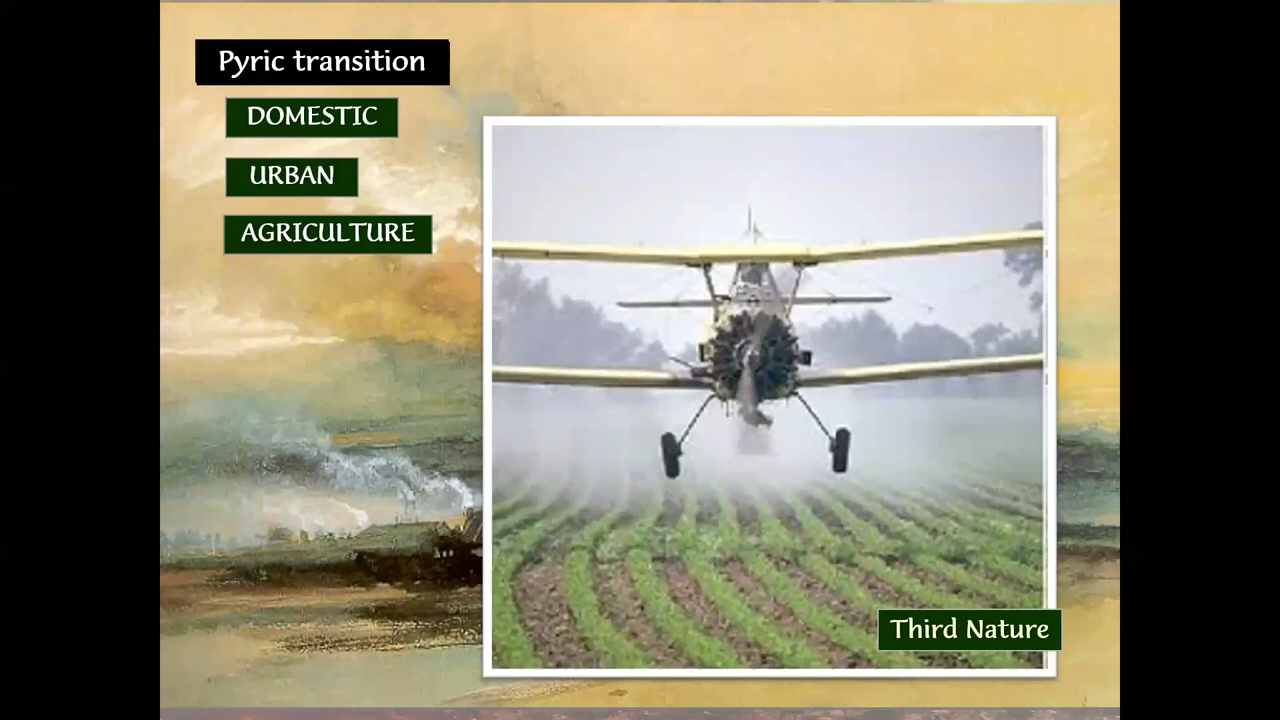 Pyric transition
DOMESTIC
URBAN
AGRICULTURE
Third Nature